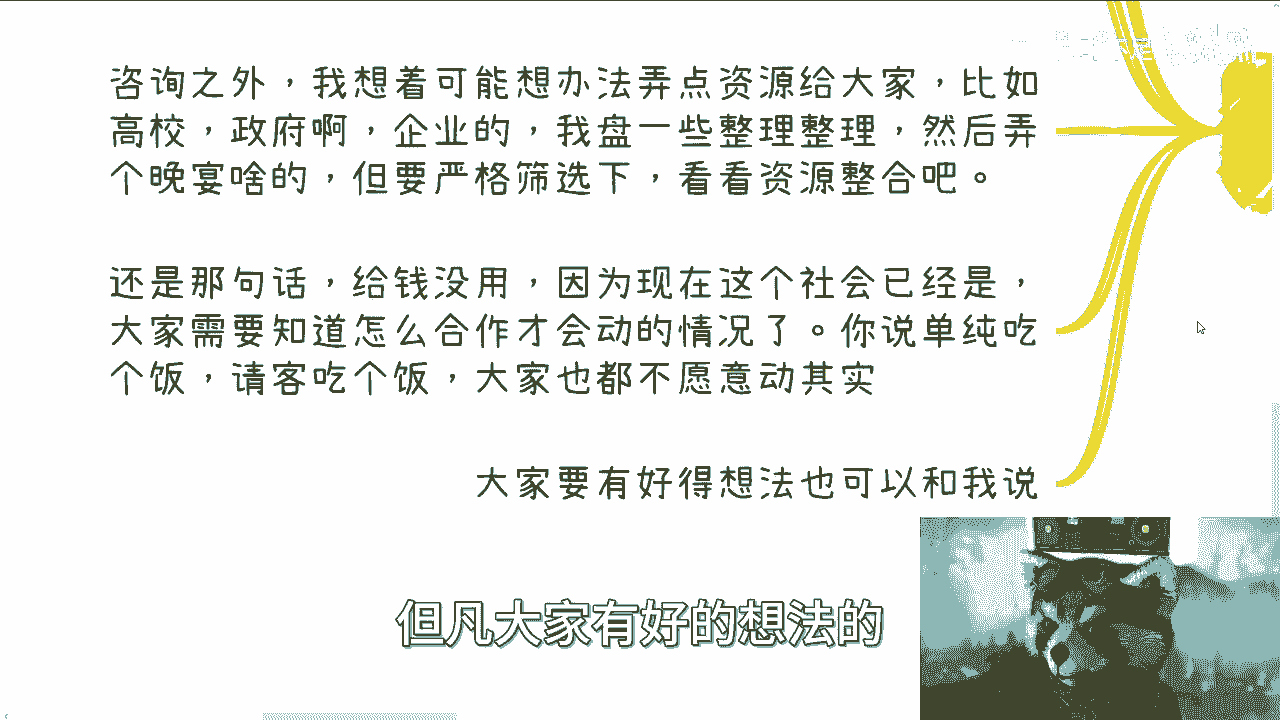 咨询之外，我想着可能想办法弄点资源给大家，比如
高校，政府啊，企业的，我盘一些整理整理，然后弄
个晚宴啥的，但要严格筛选下，看看资源整合吧。
还是那句话，给钱没用，因为现在这个社会已经是，
大家需要知道怎么合作才会动的情况了。你说单纯吃
个饭，请客吃个饭，大家也都不愿意动其实
大家要有好得想法也可以和我说
但凡大家有好的想法的